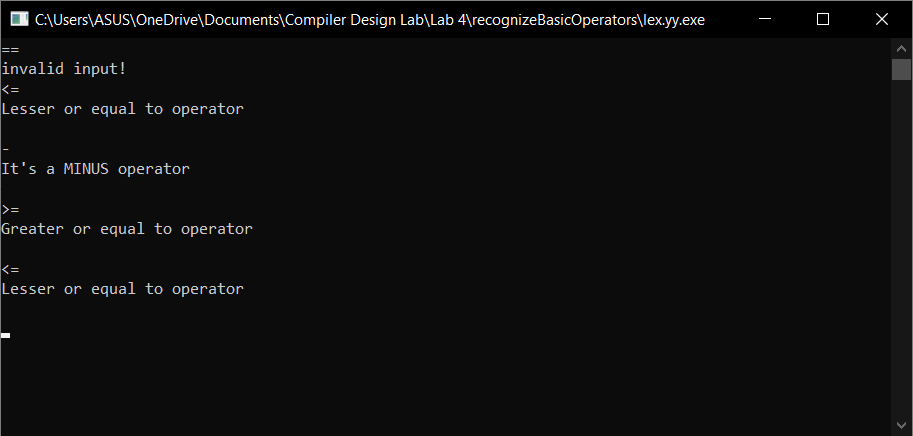 C:\Users\ASUS\OneDrive\Documents\Compiler Design Lab\Lab 4\recognizeBasicOperators\lex.yy.exe
==
invalid input!
<=
Lesser or equal to operator
-
It's a MINUS operator
>=
Greater or equal to operator
<=
Lesser or equal to operator